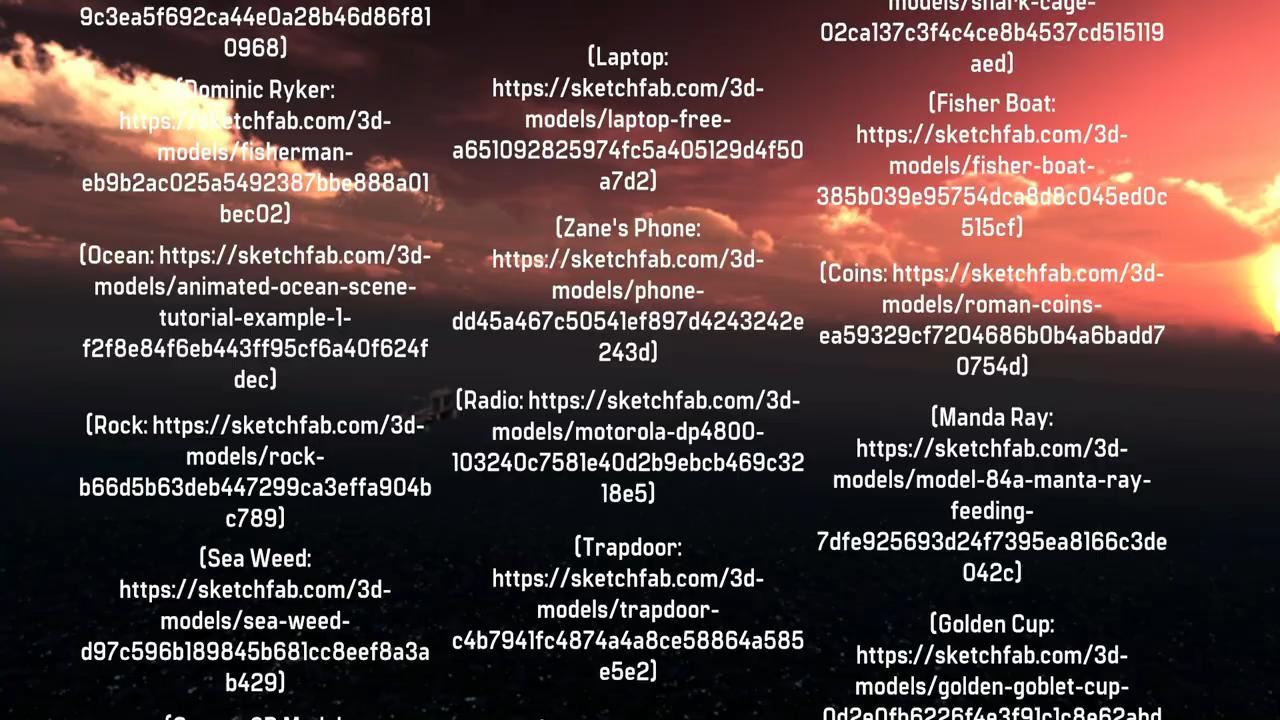 9c3ea5f692ca44e0a28b46d86f81
0968)
(Dominic Ryker:
https://sketchfab.com/3d-
models/fisherman-
eb9b2ac025a5492387bbe888a01
bec02)
(Ocean: https://sketchfab.com/3d-
models/animated-ocean-scene-
tutorial-example-1-
f2f8e84f6eb443ff95cf6a40f624f
dec)
(Rock: https://sketchfab.com/3d-
models/rock-
b66d5b63deb447299ca3effa904b
c789)
(Sea Weed:
https://sketchfab.com/3d-
models/sea-weed-
d97c596b189845b681cc8eef8a3a
b429)
(Laptop:
https://sketchfab.com/3d-
models/laptop-free-
a651092825974fc5a405129d4f50
a7d2)
(Zane's Phone:
https://sketchfab.com/3d-
models/phone-
dd45a467c50541ef897d4243242e
243d)
(Radio: https://sketchfab.com/3d-
models/motorola-dp4800-
103240c7581e40d2b9ebcb469c32
18e5)
(Trapdoor:
https://sketchfab.com/3d-
models/trapdoor-
c4b7941fc4874a4a8ce58864a585
e5e2)
models/shark-cage-
02ca137c3f4c4ce8b4537cd515119
aed)
(Fisher Boat:
https://sketchfab.com/3d-
models/fisher-boat-
385b039e95754dca8d8c045ed0c
515cf)
(Coins: https://sketchfab.com/3d-
models/roman-coins-
ea59329cf7204686b0b4a6badd7
0754d)
(Manda Ray:
https://sketchfab.com/3d-
models/model-84a-manta-ray-
feeding-
7dfe925693d24f7395ea8166c3de
042c)
(Golden Cup:
https://sketchfab.com/3d-
models/golden-goblet-cup-
0d2e0fb6226f4e3f91c1c8e62abd